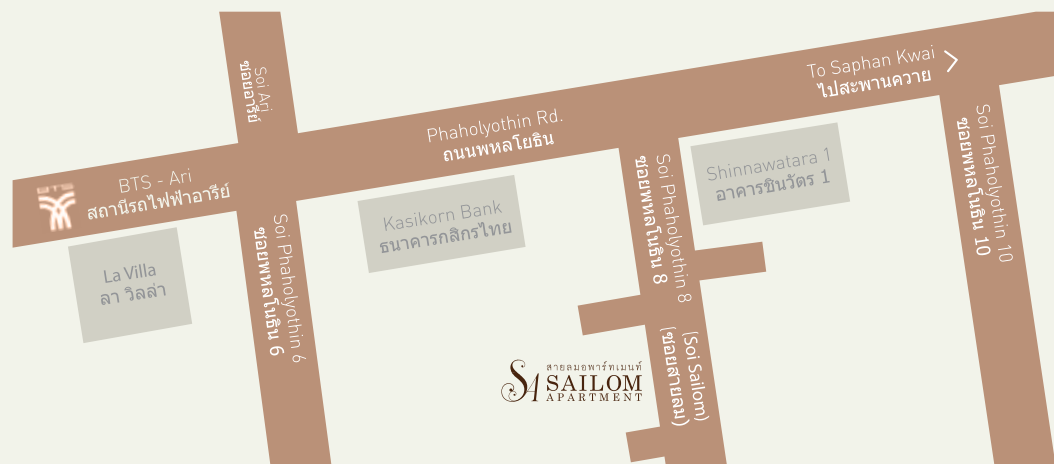 Soi Ari
ซอยอารีย์
To Saphan Kwai
ไปสะพานควาย
Phaholyothin Rd.
ถนนพหลโยธิน
BTS - Ari
สถานีรถไฟฟ้าอารีย์
La Villa
ลา วิลล่า
Soi Phaholyothin 6
ซอยพหลโนธิน 6
Kasikorn Bank
ธนาคารกสิกรไทย
Soi Phaholyothin 8
ซอยพหลโนธิน 8
(Soi Sailom)
(ซอยสายลม)
Shinnawatara 1
อาคารชินวัตร 1
Soi Phaholyothin 10
ซอยพหลโนธิน 10
SA
สายลมอพาร์ทเมนท์
SAILOM
APARTMENT